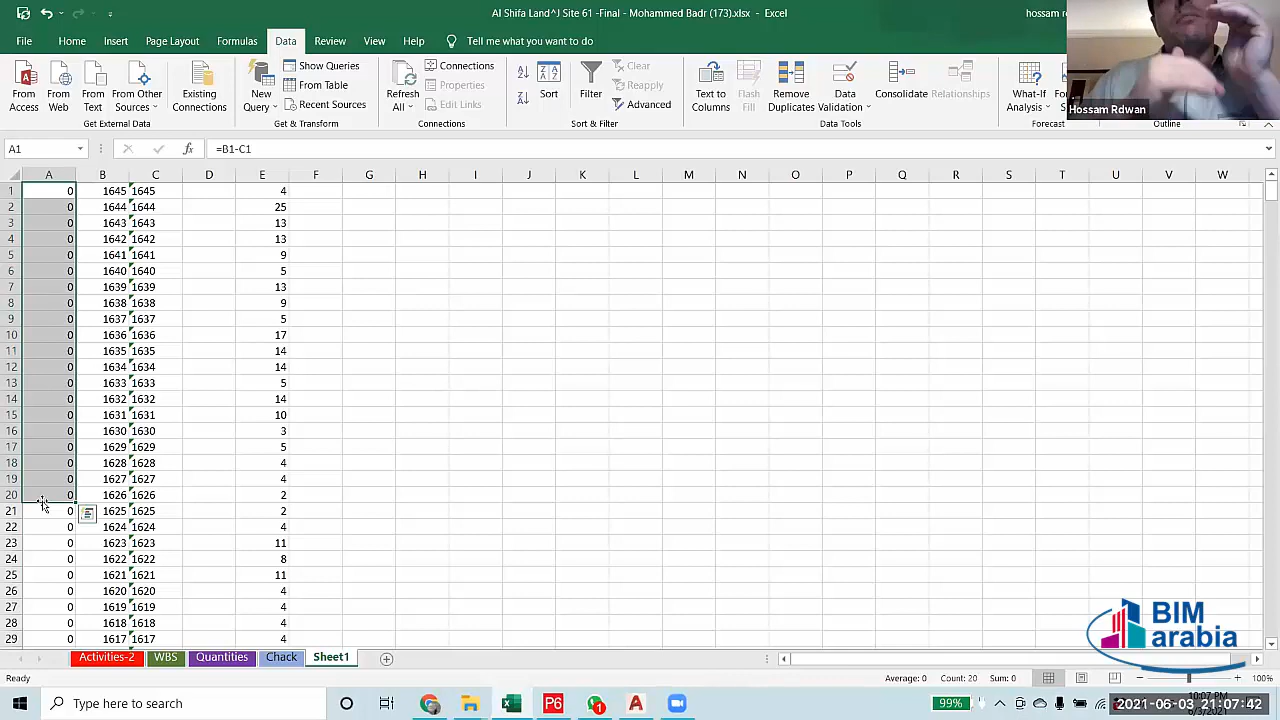 Al Shifa Land^J Site 61 -Final - Mohammed Badr (173).xlsx - Excel
hossam r
File Home Insert Page Layout Formulas Data Review View Help Tell me what you want to do
From Access
From Web
From Text
From Other Sources
Existing Connections
Get External Data
New Query
Show Queries
From Table
Recent Sources
Get & Transform
Refresh All
Connections
Properties
Edit Links
Connections
Sort
Filter
Clear
Reapply
Advanced
Sort & Filter
Text to Columns
Flash Fill
Remove Duplicates
Data Validation
Consolidate
Relationships
Data Tools
What-If Analysis
Forecast
Outline
Hossam Rdwan
A1 =B1-C1
A B C D E F G H I J K L M N O P Q R S T U V W
1 0 1645 1645 4
2 0 1644 1644 25
3 0 1643 1643 13
4 0 1642 1642 13
5 0 1641 1641 9
6 0 1640 1640 5
7 0 1639 1639 13
8 0 1638 1638 9
9 0 1637 1637 5
10 0 1636 1636 17
11 0 1635 1635 14
12 0 1634 1634 14
13 0 1633 1633 5
14 0 1632 1632 14
15 0 1631 1631 10
16 0 1630 1630 3
17 0 1629 1629 5
18 0 1628 1628 4
19 0 1627 1627 4
20 0 1626 1626 2
21 0 1625 1625 2
22 0 1624 1624 4
23 0 1623 1623 11
24 0 1622 1622 8
25 0 1621 1621 11
26 0 1620 1620 4
27 0 1619 1619 4
28 0 1618 1618 4
29 0 1617 1617 4
BIM
arabia
Activities-2 WBS Quantities Chack Sheet1
Ready Average: 0 Count: 20 Sum: 0 100%
Type here to search
P6
1
A
99%
10:07 PM
2021-06-03 21:07:42
6/3/2021